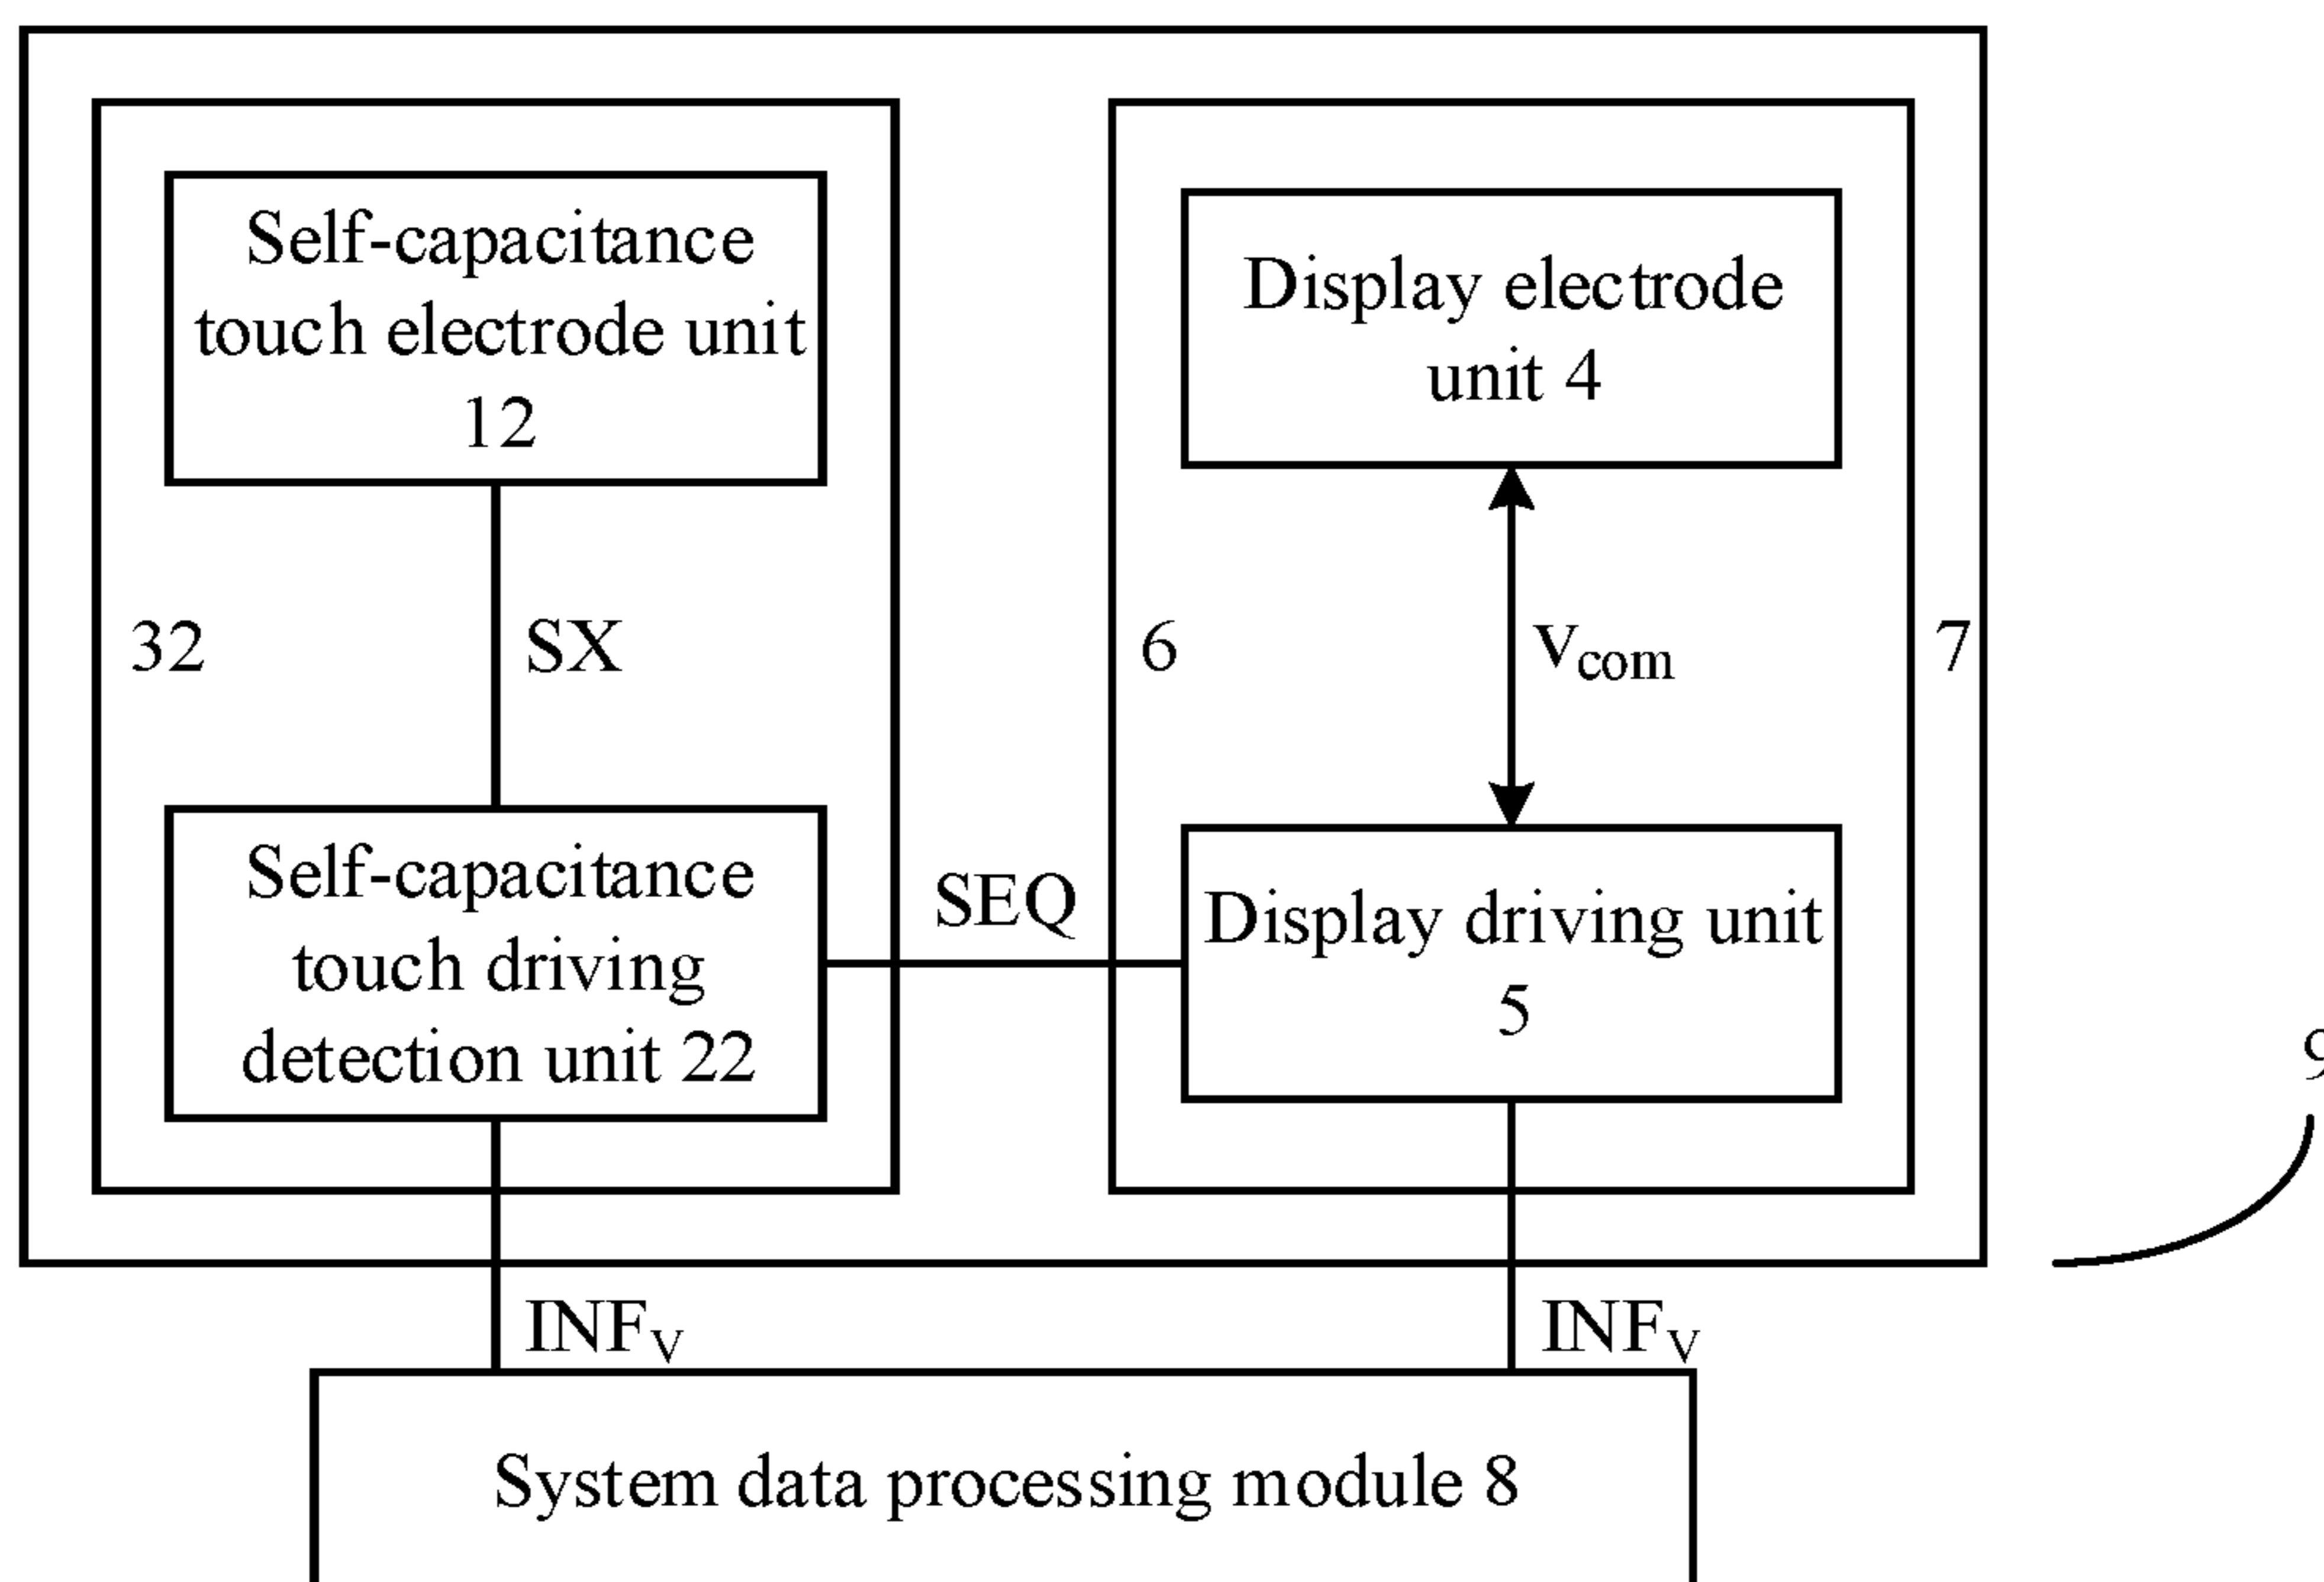 Self-capacitance
touch electrode unit
12
Display electrode
unit 4
32
SX
6
Vcom
7
Self-capacitance
touch driving
detection unit 22
SEQ
Display driving unit
5
9
INFV
INFV
System data processing module 8